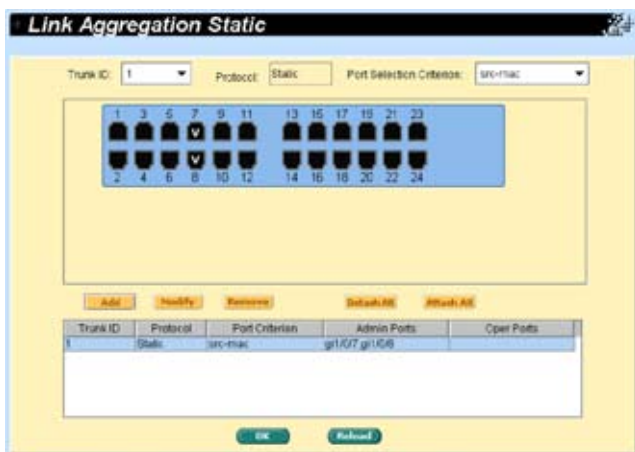 Link Aggregation Static
Trunk ID: 1 Protocol: Static Port Selection Criterion: src-mac
1 3 5 7 9 11 13 15 17 19 21 23
V
V
2 4 6 8 10 12 14 16 18 20 22 24
Add Modify Remove Detach All Attach All
Trunk ID Protocol Port Criterion Admin Ports Oper Ports
1 Static src-mac gi1/0/7 gi1/0/8
OK Reload